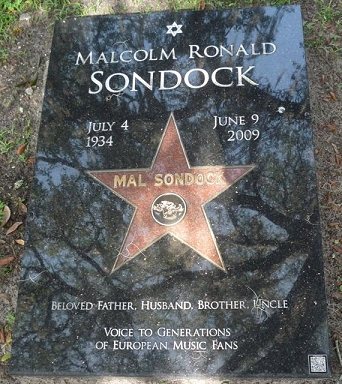 Malcolm Ronald
Sondock
July 4
1934
June 9
2009
MAL SONDOCK
Beloved Father, Husband, Brother, Uncle
Voice to Generations
of European Music Fans